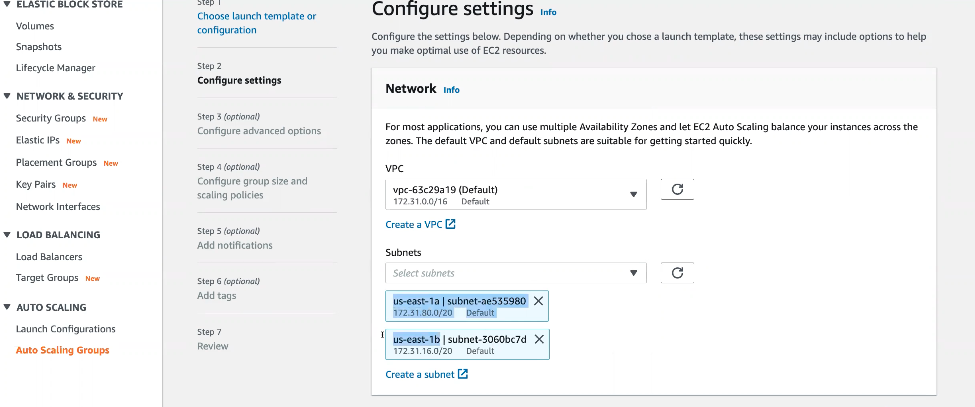 ELASTIC BLOCK STORE
Volumes
Snapshots
Lifecycle Manager
NETWORK & SECURITY
Security Groups New
Elastic IPs New
Placement Groups New
Key Pairs New
Network Interfaces
LOAD BALANCING
Load Balancers
Target Groups New
AUTO SCALING
Launch Configurations
Auto Scaling Groups
Step 1
Choose launch template or
configuration
Step 2
Configure settings
Step 3 (optional)
Configure advanced options
Step 4 (optional)
Configure group size and
scaling policies
Step 5 (optional)
Add notifications
Step 6 (optional)
Add tags
Step 7
Review
Configure settings Info
Configure the settings below. Depending on whether you chose a launch template, these settings may include options to help
you make optimal use of EC2 resources.
Network Info
For most applications, you can use multiple Availability Zones and let EC2 Auto Scaling balance your instances across the
zones. The default VPC and default subnets are suitable for getting started quickly.
VPC
vpc-63c29a19 (Default)
172.31.0.0/16 Default
Create a VPC
Subnets
Select subnets
us-east-1a | subnet-ae535980
172.31.80.0/20 Default
us-east-1b | subnet-3060bc7d
172.31.16.0/20 Default
Create a subnet